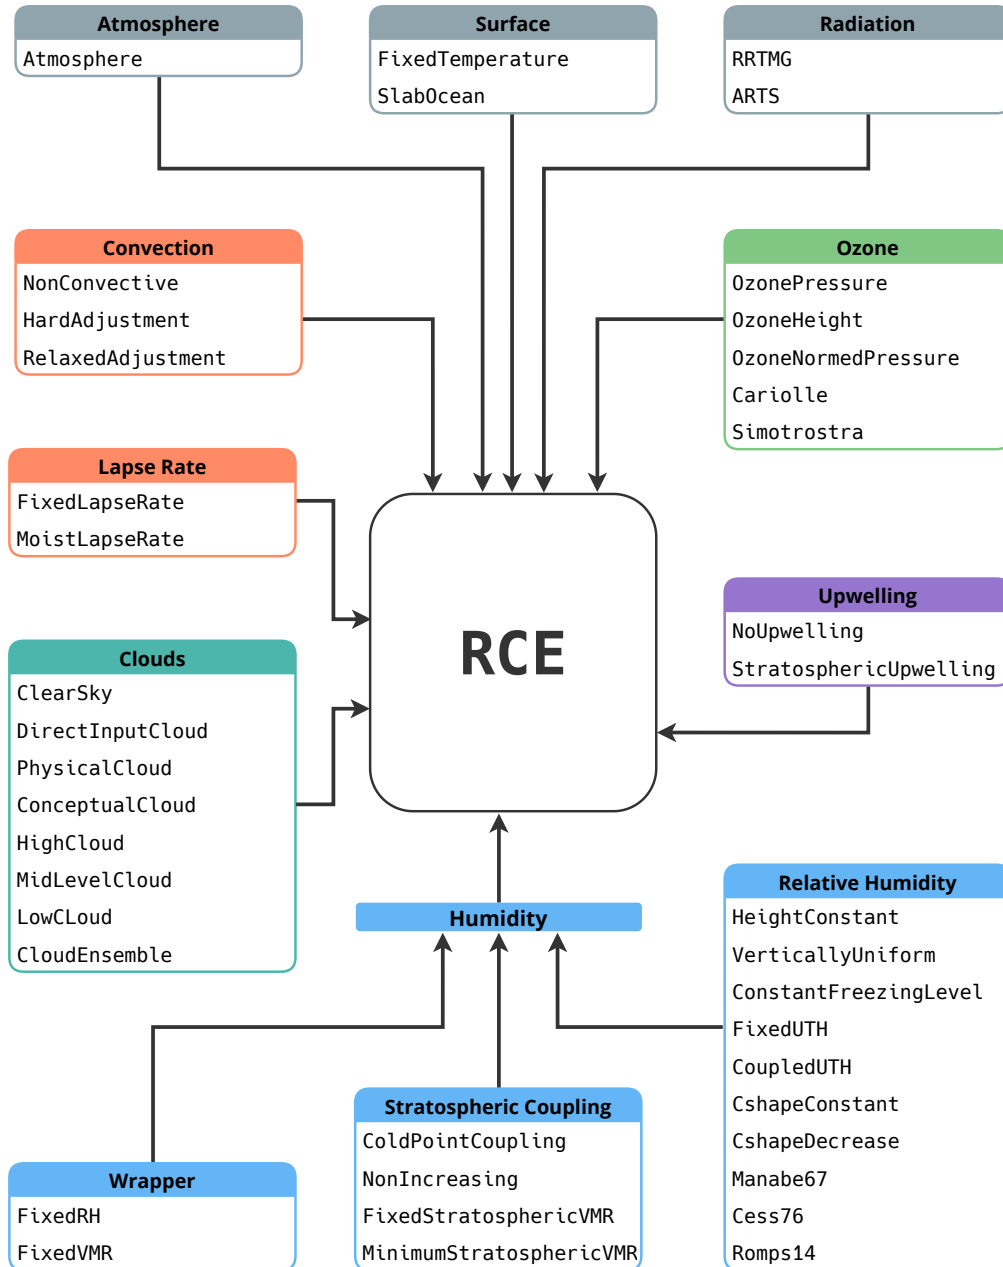 Atmosphere
Atmosphere
Surface
FixedTemperature
SlabOcean
Radiation
RRTMG
ARTS
Convection
NonConvective
HardAdjustment
RelaxedAdjustment
Ozone
OzonePressure
OzoneHeight
OzoneNormedPressure
Cariolle
Simotrostra
Lapse Rate
FixedLapseRate
MoistLapseRate
RCE
Upwelling
NoUpwelling
StratosphericUpwelling
Clouds
ClearSky
DirectInputCloud
PhysicalCloud
ConceptualCloud
HighCloud
MidLevelCloud
LowCLoud
CloudEnsemble
Humidity
Relative Humidity
HeightConstant
VerticallyUniform
ConstantFreezingLevel
FixedUTH
CoupledUTH
CshapeConstant
CshapeDecrease
Manabe67
Cess76
Romps14
Stratospheric Coupling
ColdPointCoupling
NonIncreasing
FixedStratosphericVMR
MinimumStratosphericVMR
Wrapper
FixedRH
FixedVMR